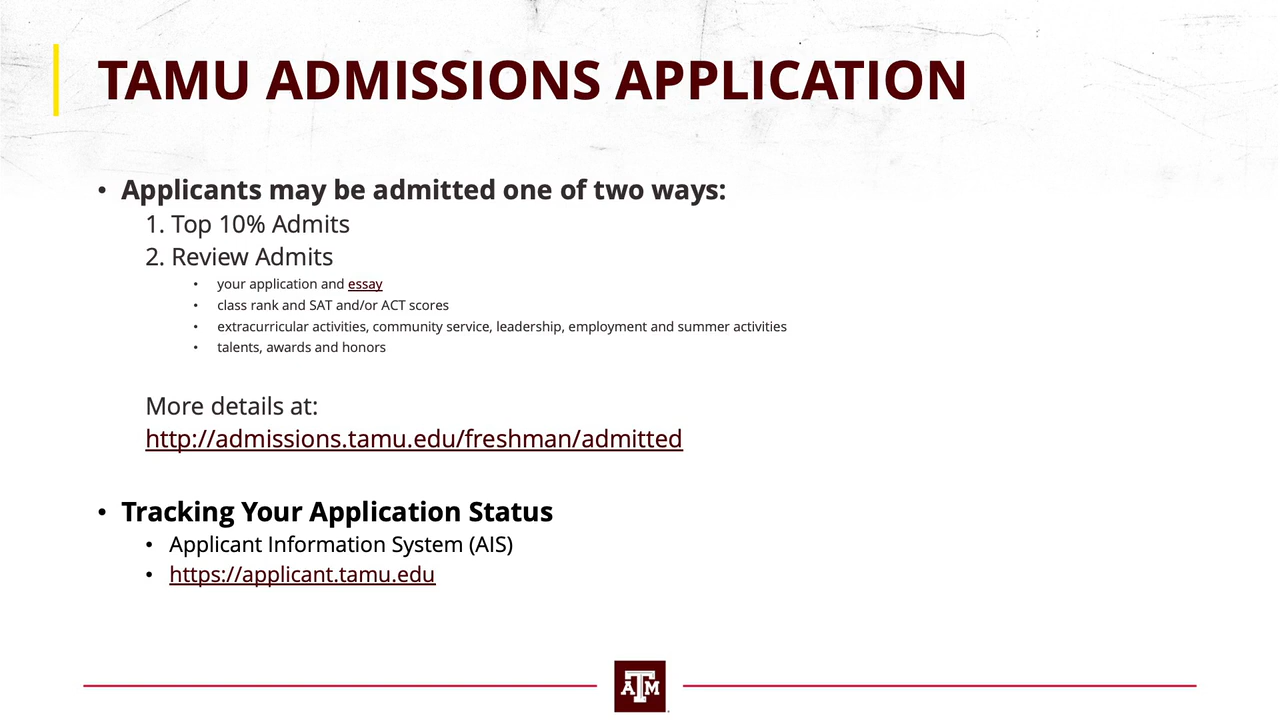 TAMU ADMISSIONS APPLICATION
• Applicants may be admitted one of two ways:
1. Top 10% Admits
2. Review Admits
• your application and essay
• class rank and SAT and/or ACT scores
• extracurricular activities, community service, leadership, employment and summer activities
• talents, awards and honors
More details at:
http://admissions.tamu.edu/freshman/admitted
• Tracking Your Application Status
• Applicant Information System (AIS)
• https://applicant.tamu.edu
ATM